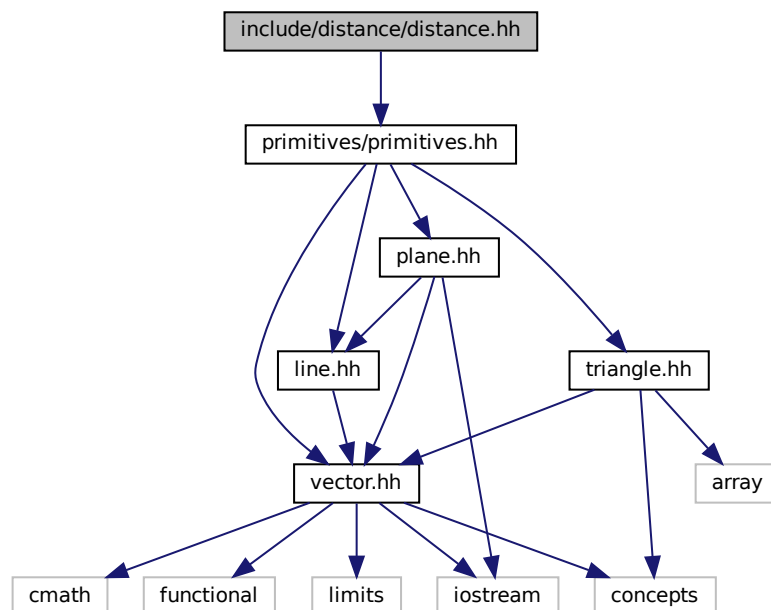 include/distance/distance.hh
primitives/primitives.hh
plane.hh
line.hh
triangle.hh
vector.hh
array
cmath
functional
limits
iostream
concepts